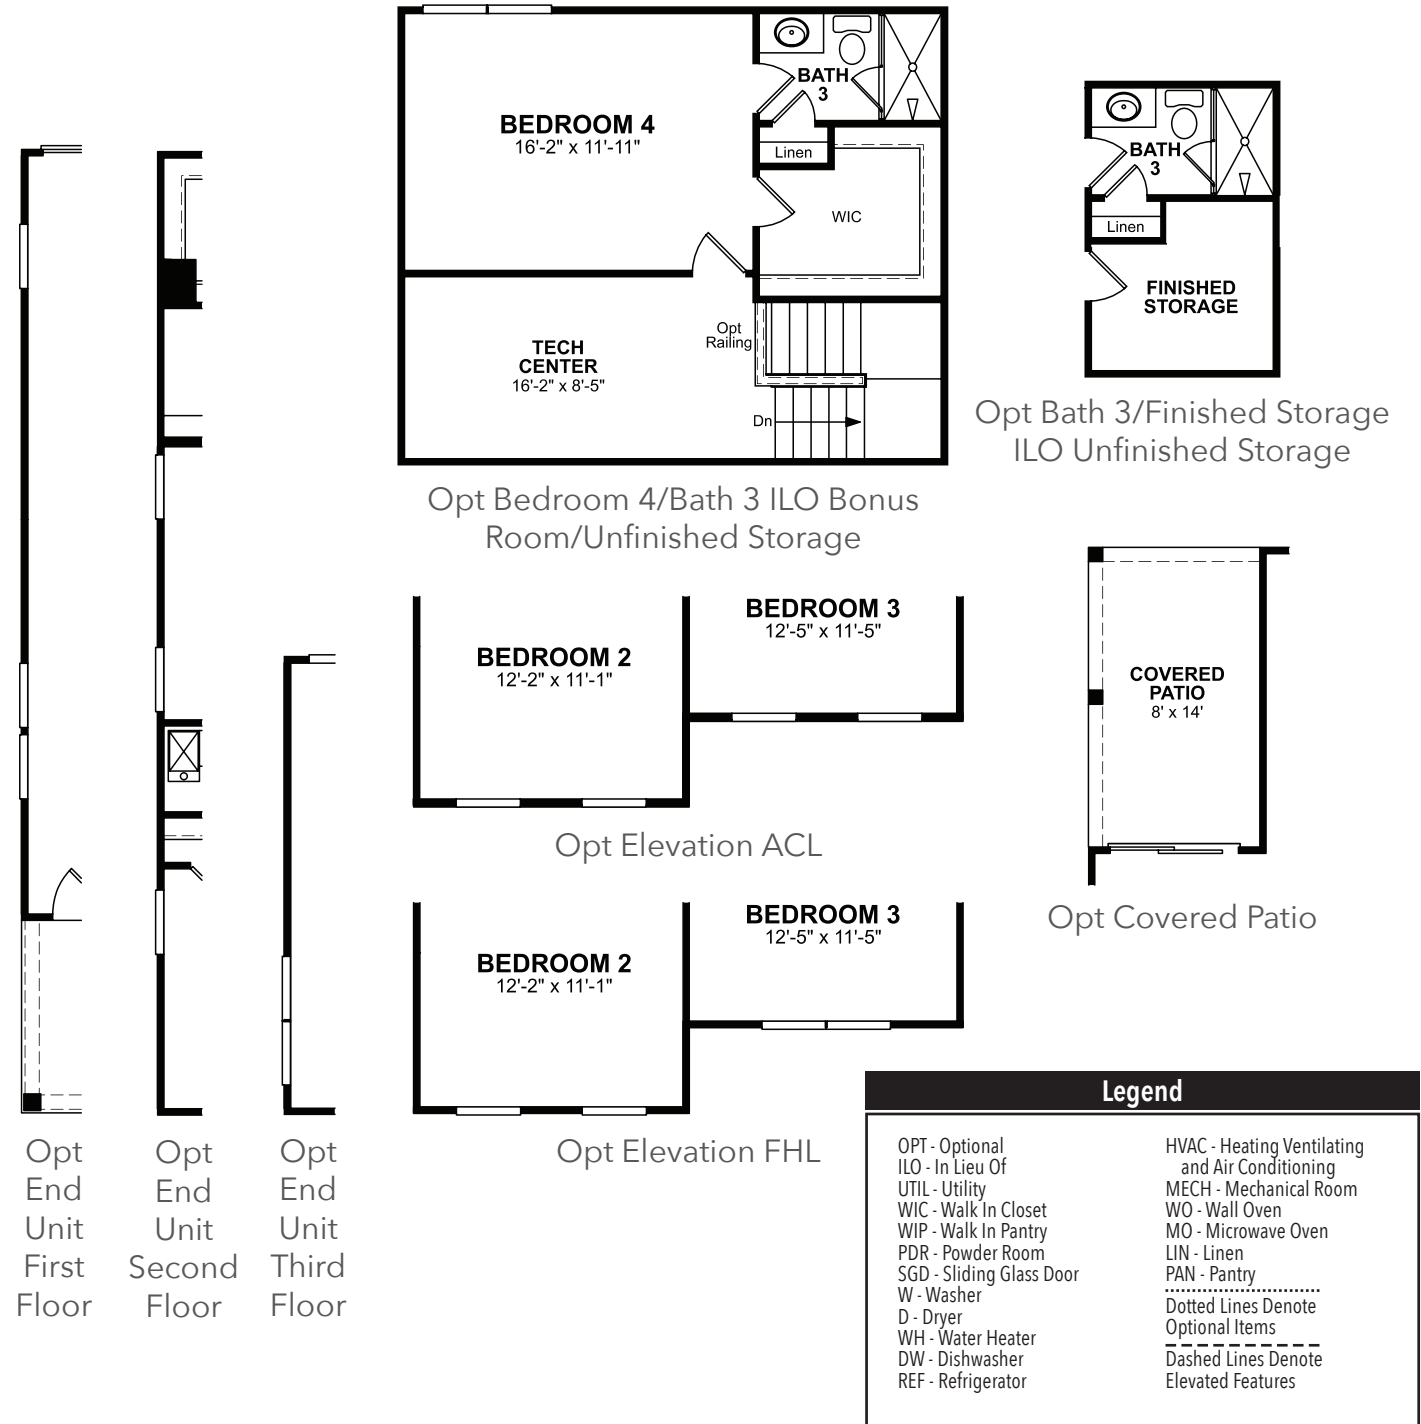 BEDROOM 4
16'-2" x 11'-11"
BATH
3
Linen
WIC
TECH
CENTER
16'-2" x 8'-5"
Opt
Railing
Dn
Opt Bedroom 4/Bath 3 ILO Bonus
Room/Unfinished Storage
BATH
3
Linen
FINISHED
STORAGE
Opt Bath 3/Finished Storage
ILO Unfinished Storage
BEDROOM 2
12'-2" x 11'-1"
BEDROOM 3
12'-5" x 11'-5"
Opt Elevation ACL
BEDROOM 2
12'-2" x 11'-1"
BEDROOM 3
12'-5" x 11'-5"
Opt Elevation FHL
COVERED
PATIO
8' x 14'
Opt Covered Patio
Opt
End
Unit
First
Floor
Opt
End
Unit
Second
Floor
Opt
End
Unit
Third
Floor
Legend
OPT - Optional
ILO - In Lieu Of
UTIL - Utility
WIC - Walk In Closet
WIP - Walk In Pantry
PDR - Powder Room
SGD - Sliding Glass Door
W - Washer
D - Dryer
WH - Water Heater
DW - Dishwasher
REF - Refrigerator
HVAC - Heating Ventilating
and Air Conditioning
MECH - Mechanical Room
WO - Wall Oven
MO - Microwave Oven
LIN - Linen
PAN - Pantry
Dotted Lines Denote
Optional Items
Dashed Lines Denote
Elevated Features